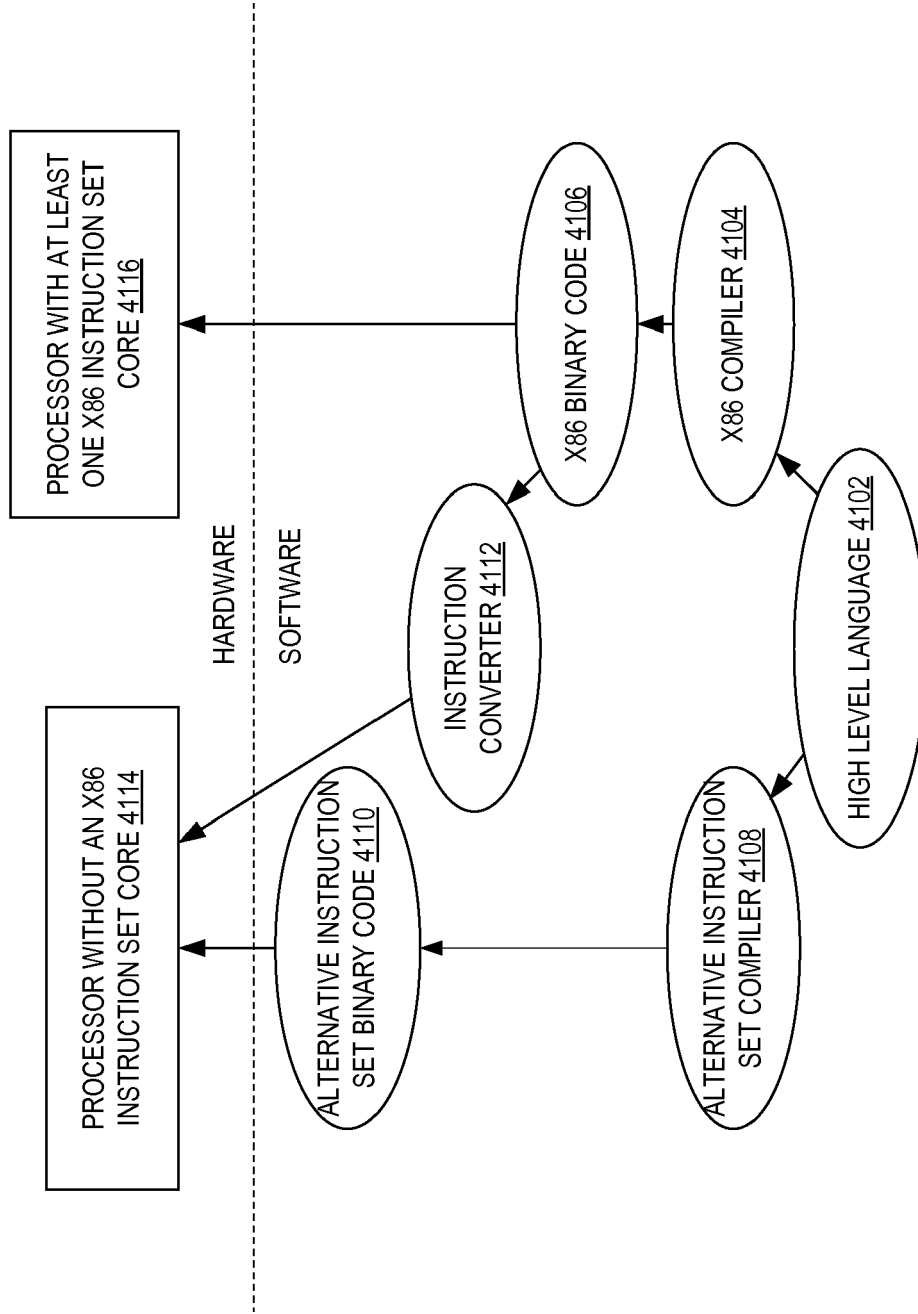 PROCESSOR WITHOUT AN X86
INSTRUCTION SET CORE 4114
PROCESSOR WITH AT LEAST
ONE X86 INSTRUCTION SET
CORE 4116
HARDWARE
SOFTWARE
ALTERNATIVE INSTRUCTION
SET BINARY CODE 4110
INSTRUCTION
CONVERTER 4112
X86 BINARY CODE 4106
ALTERNATIVE INSTRUCTION
SET COMPILER 4108
X86 COMPILER 4104
HIGH LEVEL LANGUAGE 4102